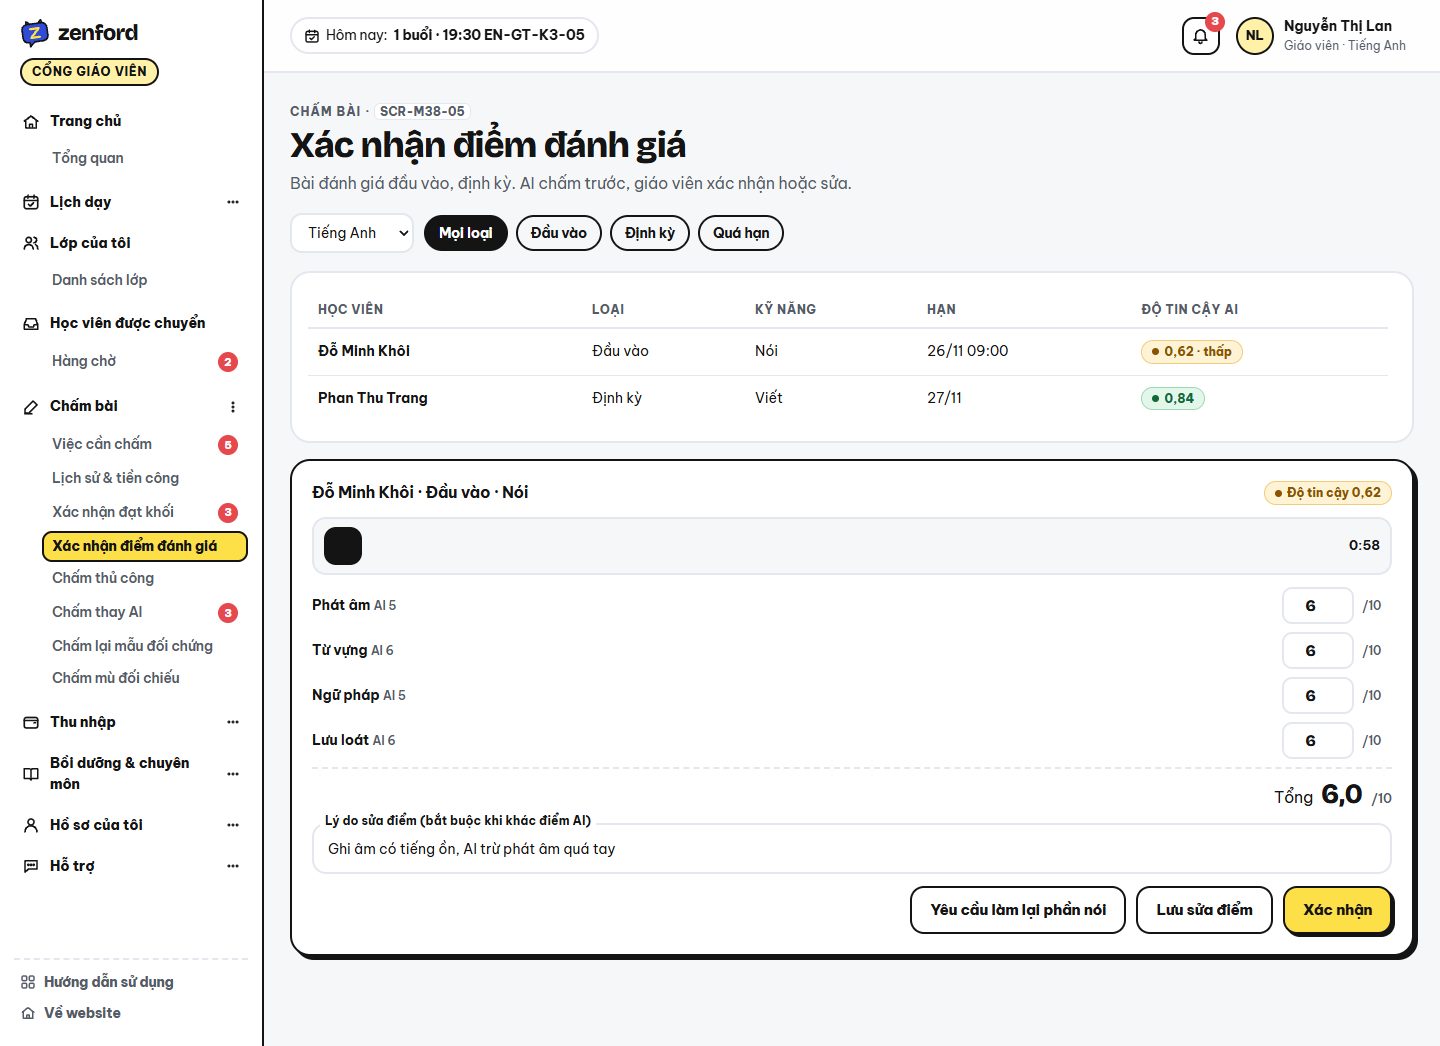 zenford
CỔNG GIÁO VIÊN
Trang chủ
Tổng quan
Lịch dạy
Lớp của tôi
Danh sách lớp
Học viên được chuyển
Hàng chờ 2
Chấm bài
Việc cần chấm 5
Lịch sử & tiền công
Xác nhận đạt khối 3
Xác nhận điểm đánh giá
Chấm thủ công
Chấm thay AI 3
Chấm lại mẫu đối chứng
Chấm mù đối chiếu
Thu nhập
Bồi dưỡng & chuyên
môn
Hồ sơ của tôi
Hỗ trợ
Hướng dẫn sử dụng
Về website
Hôm nay: 1 buổi · 19:30 EN-GT-K3-05
3
NL
Nguyễn Thị Lan
Giáo viên · Tiếng Anh
CHẤM BÀI · SCR-M38-05
Xác nhận điểm đánh giá
Bài đánh giá đầu vào, định kỳ. AI chấm trước, giáo viên xác nhận hoặc sửa.
Tiếng Anh Mọi loại Đầu vào Định kỳ Quá hạn
HỌC VIÊN LOẠI KỸ NĂNG HẠN ĐỘ TIN CẬY AI
Đỗ Minh Khôi Đầu vào Nói 26/11 09:00 0,62 · thấp
Phan Thu Trang Định kỳ Viết 27/11 0,84
Đỗ Minh Khôi · Đầu vào · Nói Độ tin cậy 0,62
0:58
Phát âm AI 5 6 /10
Từ vựng AI 6 6 /10
Ngữ pháp AI 5 6 /10
Lưu loát AI 6 6 /10
Tổng 6,0 /10
Lý do sửa điểm (bắt buộc khi khác điểm AI)
Ghi âm có tiếng ồn, AI trừ phát âm quá tay
Yêu cầu làm lại phần nói Lưu sửa điểm Xác nhận